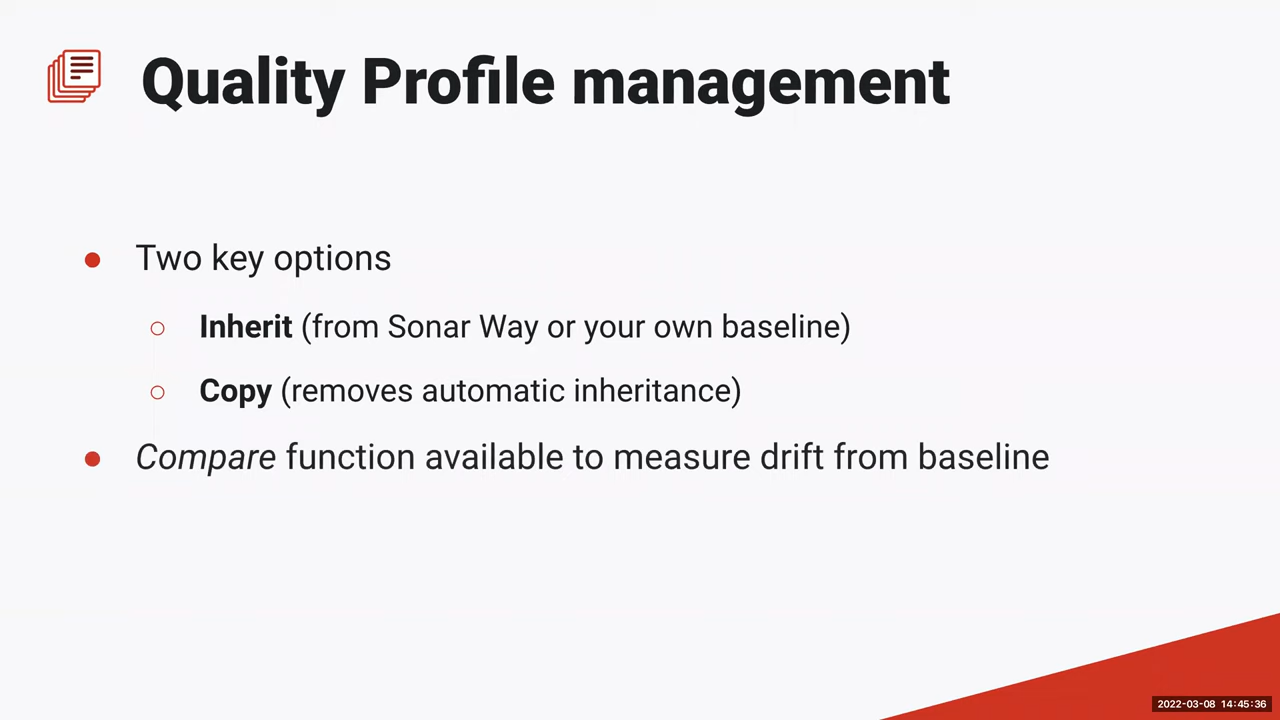 Quality Profile management
Two key options
Inherit (from Sonar Way or your own baseline)
Copy (removes automatic inheritance)
Compare function available to measure drift from baseline
2022-03-08 14:45:36